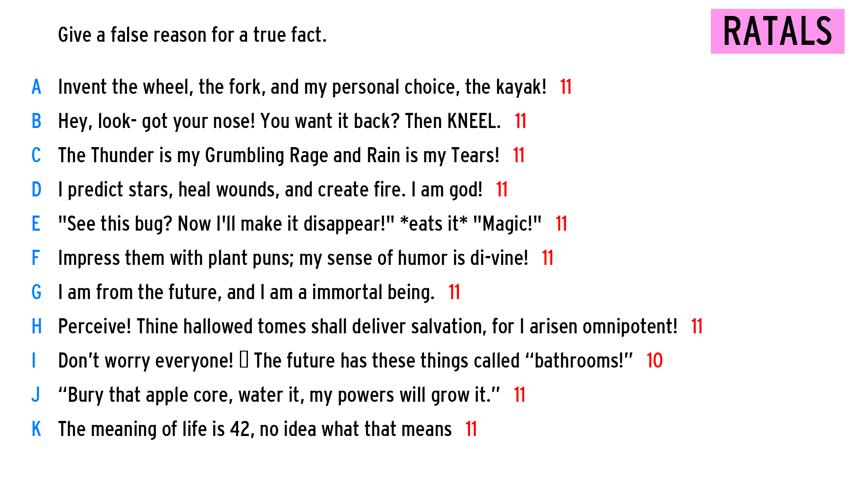 Give a false reason for a true fact.
RATALS
A Invent the wheel, the fork, and my personal choice, the kayak! 11
B Hey, look- got your nose! You want it back? Then KNEEL. 11
C The Thunder is my Grumbling Rage and Rain is my Tears! 11
D I predict stars, heal wounds, and create fire. I am god! 11
E "See this bug? Now I'll make it disappear!" *eats it* "Magic!" 11
F Impress them with plant puns; my sense of humor is di-vine! 11
G I am from the future, and I am a immortal being. 11
H Perceive! Thine hallowed tomes shall deliver salvation, for I arisen omnipotent! 11
I Don’t worry everyone! ▯ The future has these things called “bathrooms!” 10
J “Bury that apple core, water it, my powers will grow it.” 11
K The meaning of life is 42, no idea what that means 11